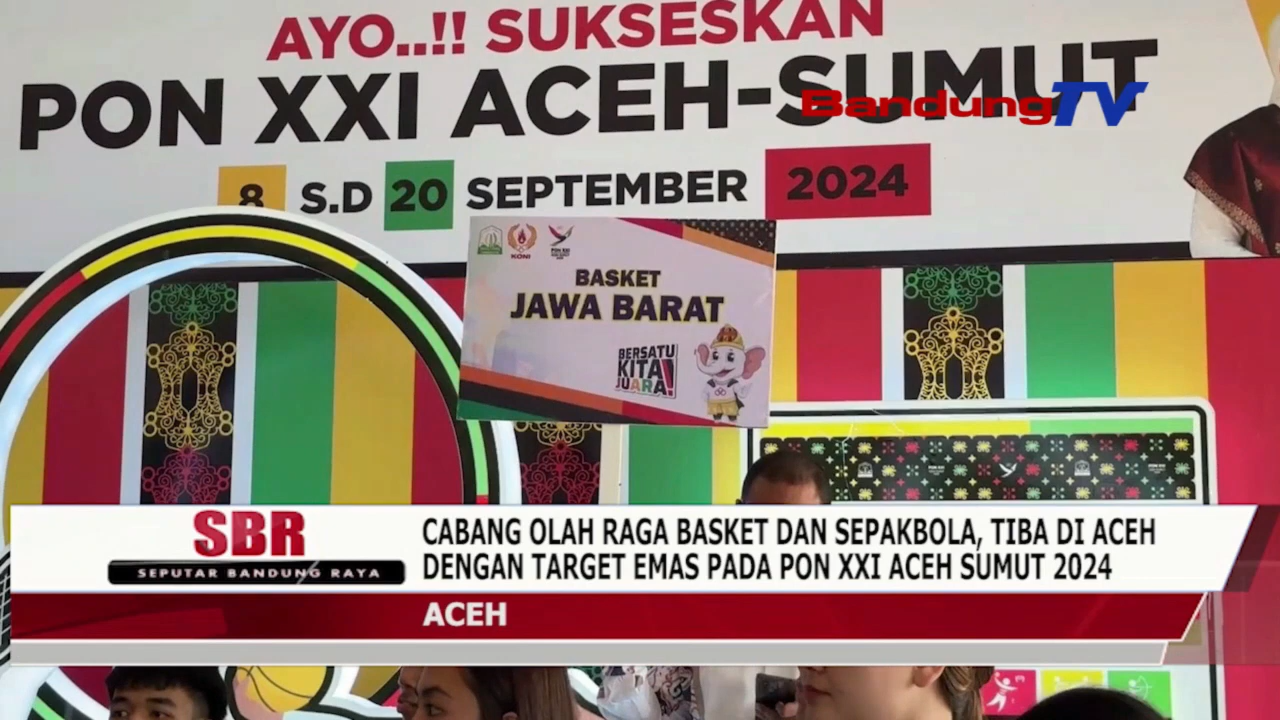 AYO..!! SUKSESKAN
PON XXI ACEH-SUMUT
BandungTV
8 S.D 20 SEPTEMBER 2024
KONI
PON XXI
BASKET
JAWA BARAT
BERSATU
KITA
JUARA!
SBR
SEPUTAR BANDUNG RAYA
CABANG OLAH RAGA BASKET DAN SEPAKBOLA, TIBA DI ACEH
DENGAN TARGET EMAS PADA PON XXI ACEH SUMUT 2024
ACEH